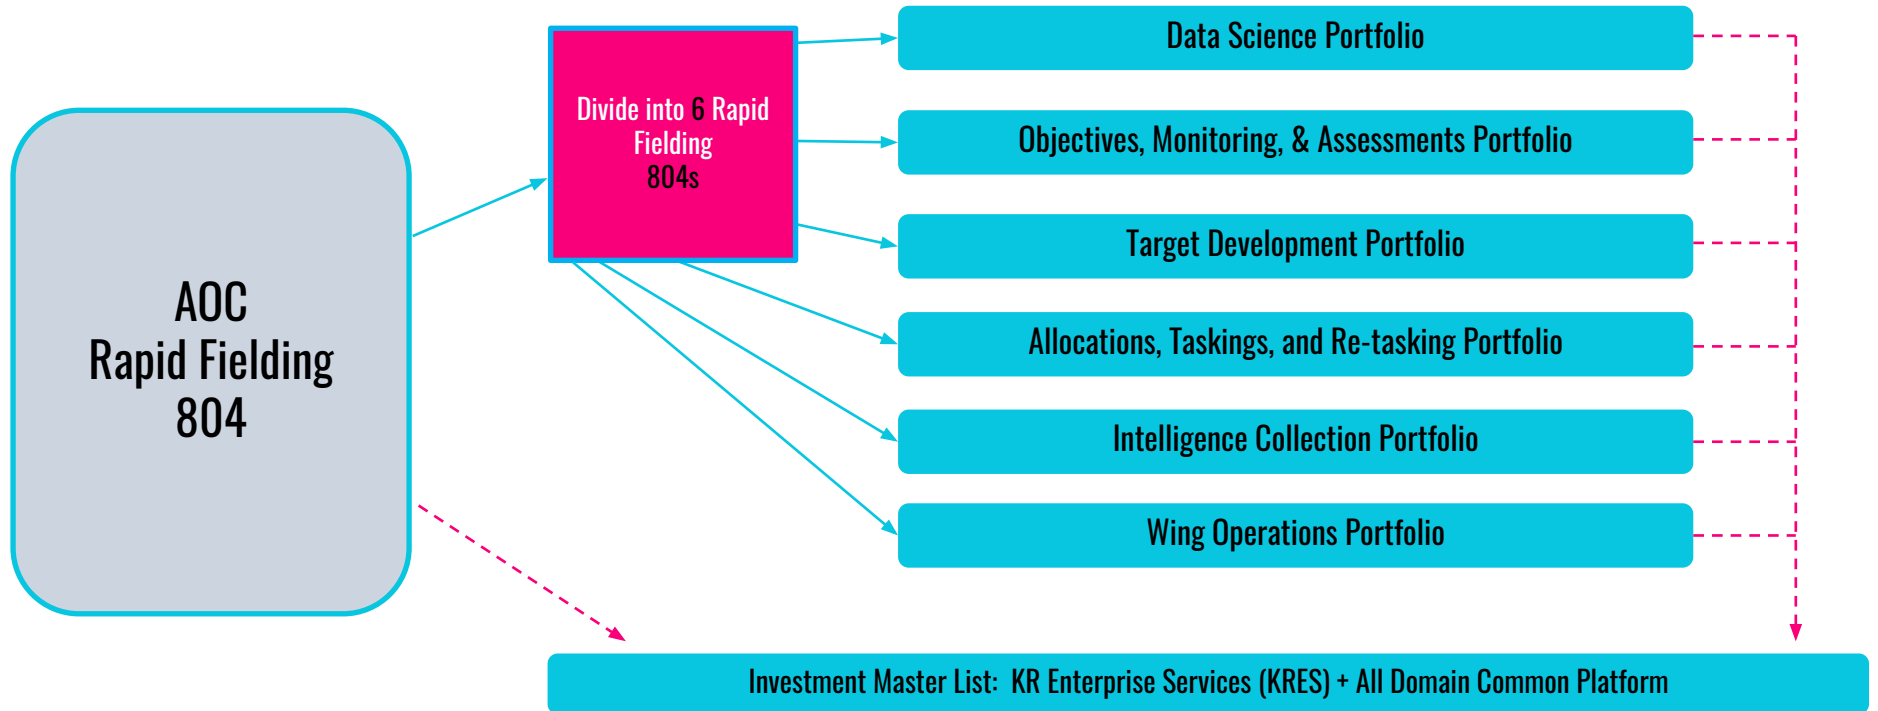 AOC
Rapid Fielding
804
Divide into 6 Rapid
Fielding
804s
Data Science Portfolio
Objectives, Monitoring, & Assessments Portfolio
Target Development Portfolio
Allocations, Taskings, and Re-tasking Portfolio
Intelligence Collection Portfolio
Wing Operations Portfolio
Investment Master List:  KR Enterprise Services (KRES) + All Domain Common Platform